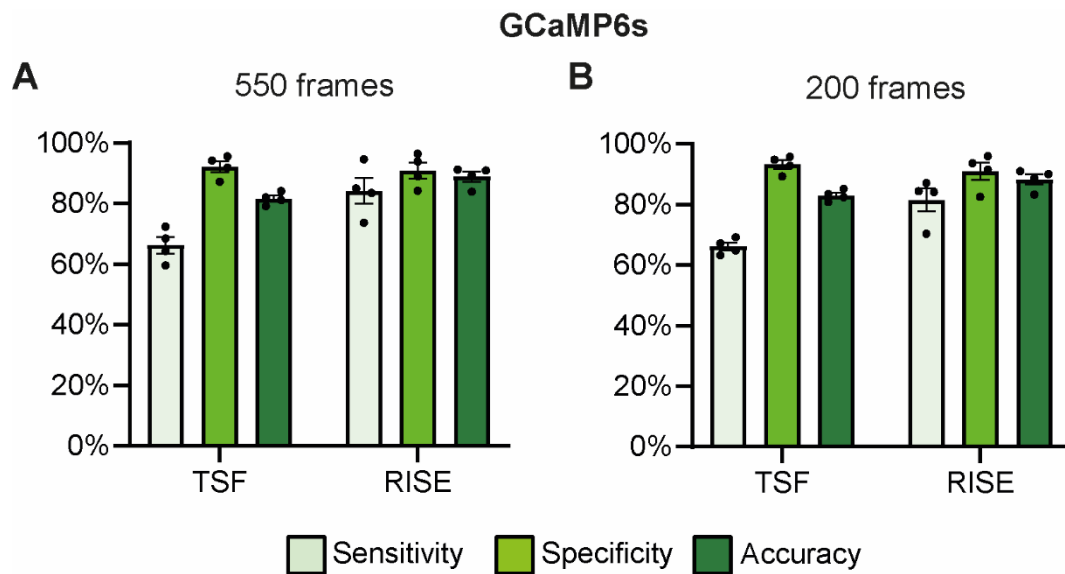 GCaMP6s
A
550 frames
100%
80%
60%
40%
20%
0%
TSF RISE
B
200 frames
100%
80%
60%
40%
20%
0%
TSF RISE
Sensitivity Specificity Accuracy